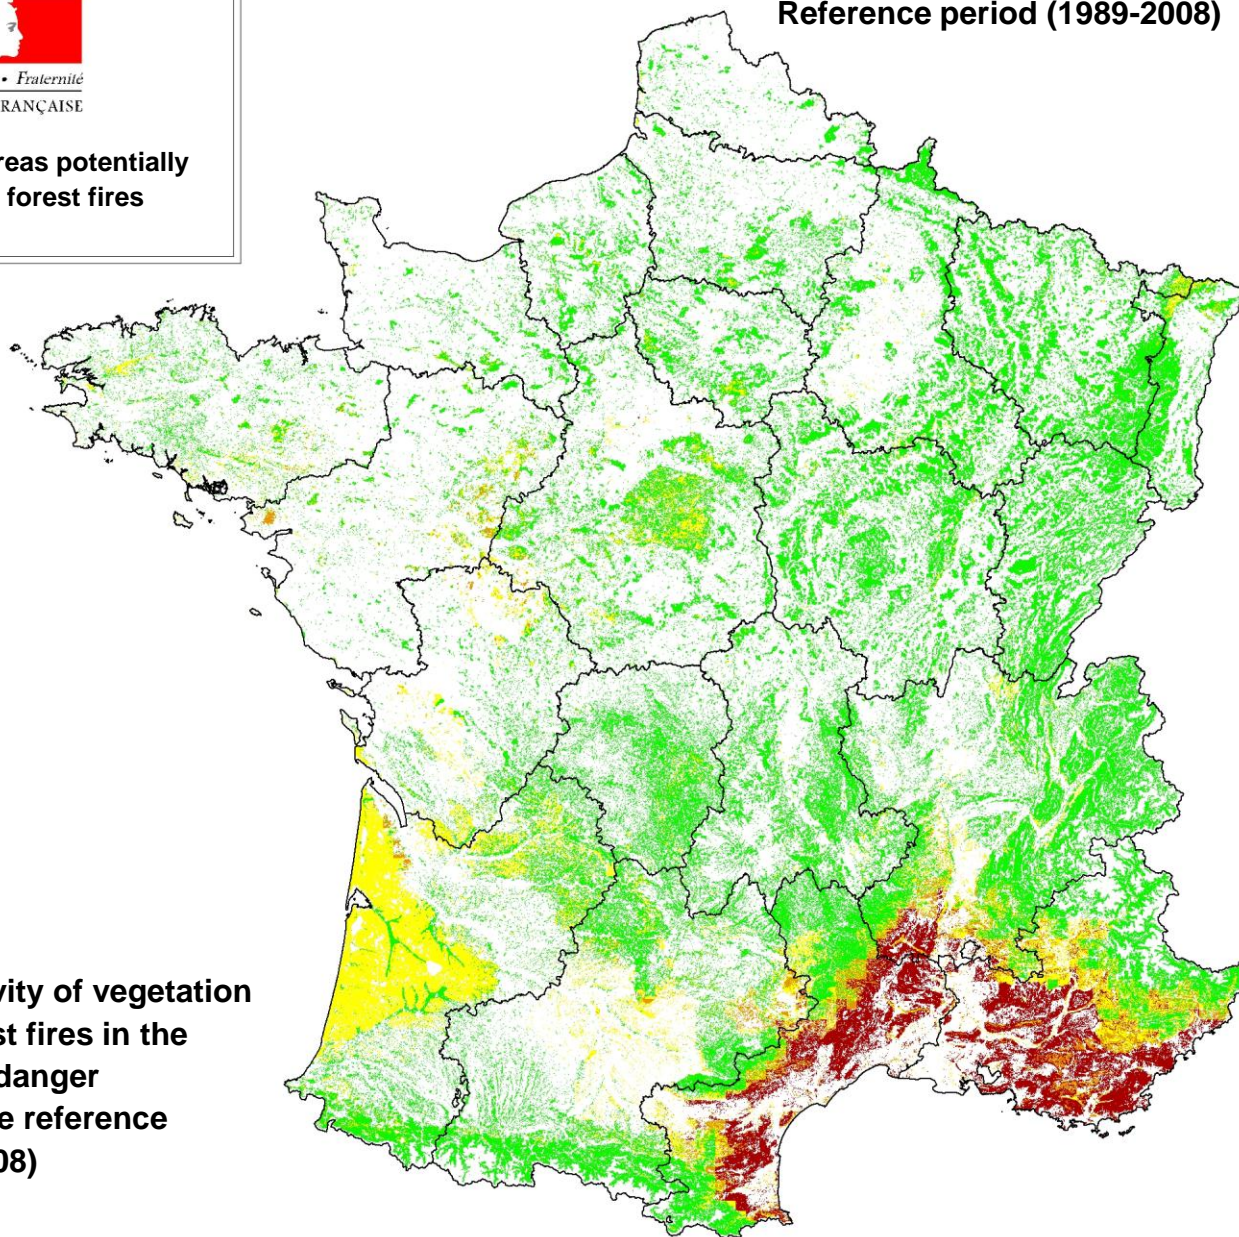 Reference period (1989-2008)
• Fraternité
RANÇAISE
reas potentially
forest fires
vity of vegetation
st fires in the
danger
e reference
08)